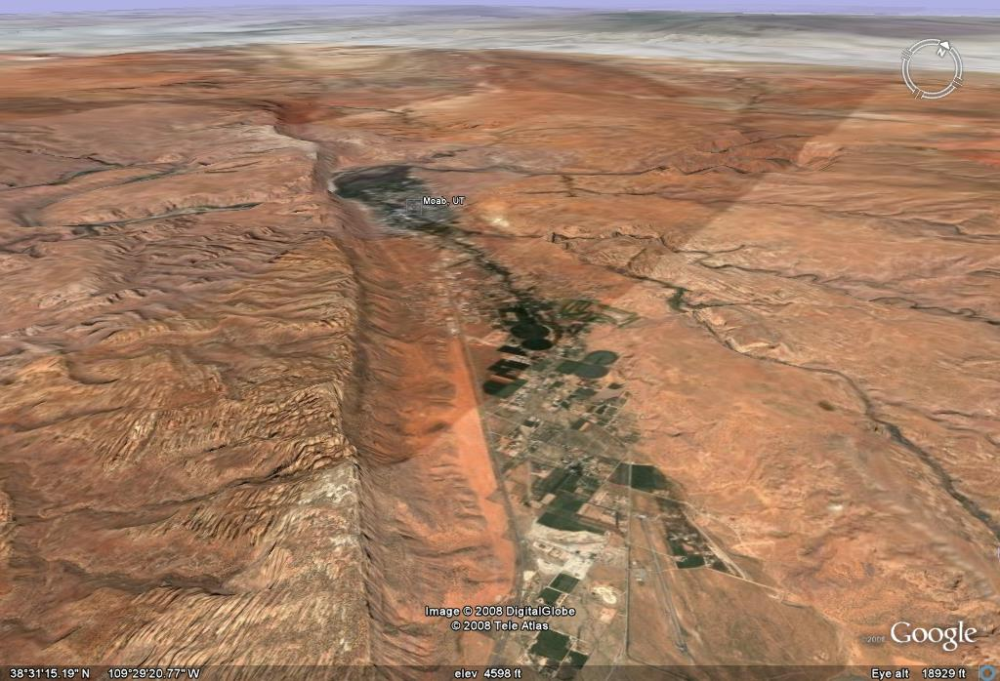 N
Moab, UT
Image © 2008 DigitalGlobe
© 2008 Tele Atlas
©2008 Google
38°31'15.19" N 109°29'20.77" W elev 4598 ft Eye alt 18929 ft